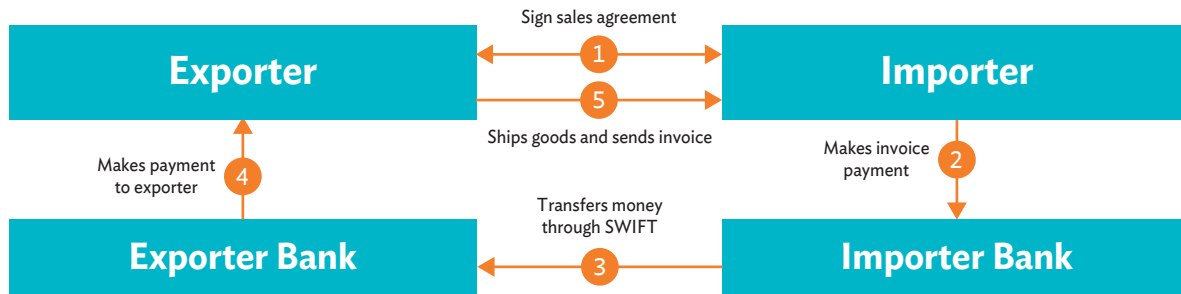 Sign sales agreement
Exporter
1
Importer
5
Ships goods and sends invoice
Makes payment
to exporter
4
Makes invoice
payment
2
Transfers money
through SWIFT
Exporter Bank
3
Importer Bank